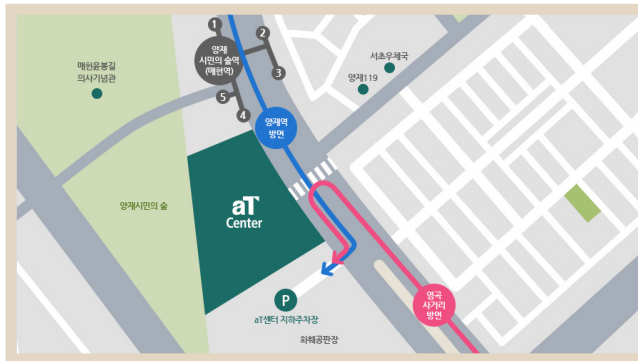 1
2
양재
시민의 숲역
(매헌역)
3
5
4
매헌윤봉길
의사기념관
서초우체국
양재119
양재역
방면
양재시민의 숲
aT
Center
P
aT센터 지하주차장
염곡
사거리
방면
화훼공판장